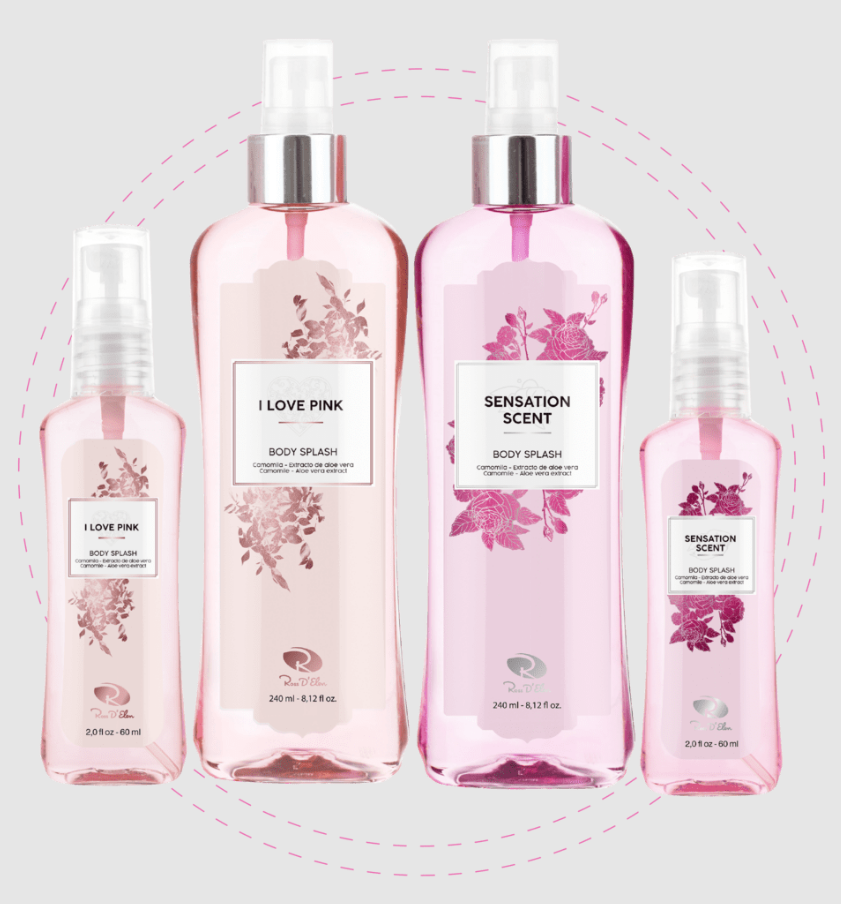 I LOVE PINK
BODY SPLASH
Camomila - Extracto de aloe vera
Camomile - Aloe vera extract
2,0 fl oz - 60 ml
I LOVE PINK
BODY SPLASH
Camomila - Extracto de aloe vera
Camomile - Aloe vera extract
R
Ross D'Elen
240 ml - 8,12 fl oz.
SENSATION
SCENT
BODY SPLASH
Camomila - Extracto de aloe vera
Camomile - Aloe vera extract
R
Ross D'Elen
240 ml - 8,12 fl oz.
SENSATION
SCENT
BODY SPLASH
Camomila - Extracto de aloe vera
Camomile - Aloe vera extract
2,0 fl oz - 60 ml